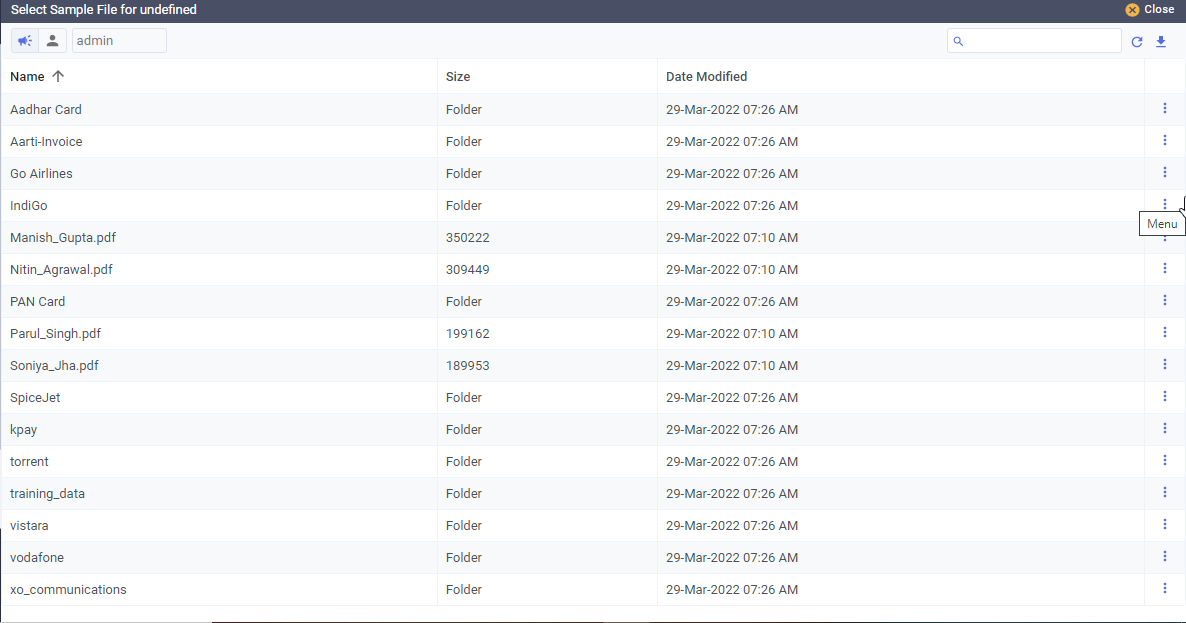 Select Sample File for undefined Close
admin
Name Size Date Modified
Aadhar Card Folder 29-Mar-2022 07:26 AM
Aarti-Invoice Folder 29-Mar-2022 07:26 AM
Go Airlines Folder 29-Mar-2022 07:26 AM
IndiGo Folder 29-Mar-2022 07:26 AM
Menu
Manish_Gupta.pdf 350222 29-Mar-2022 07:10 AM
Nitin_Agrawal.pdf 309449 29-Mar-2022 07:10 AM
PAN Card Folder 29-Mar-2022 07:26 AM
Parul_Singh.pdf 199162 29-Mar-2022 07:10 AM
Soniya_Jha.pdf 189953 29-Mar-2022 07:10 AM
SpiceJet Folder 29-Mar-2022 07:26 AM
kpay Folder 29-Mar-2022 07:26 AM
torrent Folder 29-Mar-2022 07:26 AM
training_data Folder 29-Mar-2022 07:26 AM
vistara Folder 29-Mar-2022 07:26 AM
vodafone Folder 29-Mar-2022 07:26 AM
xo_communications Folder 29-Mar-2022 07:26 AM